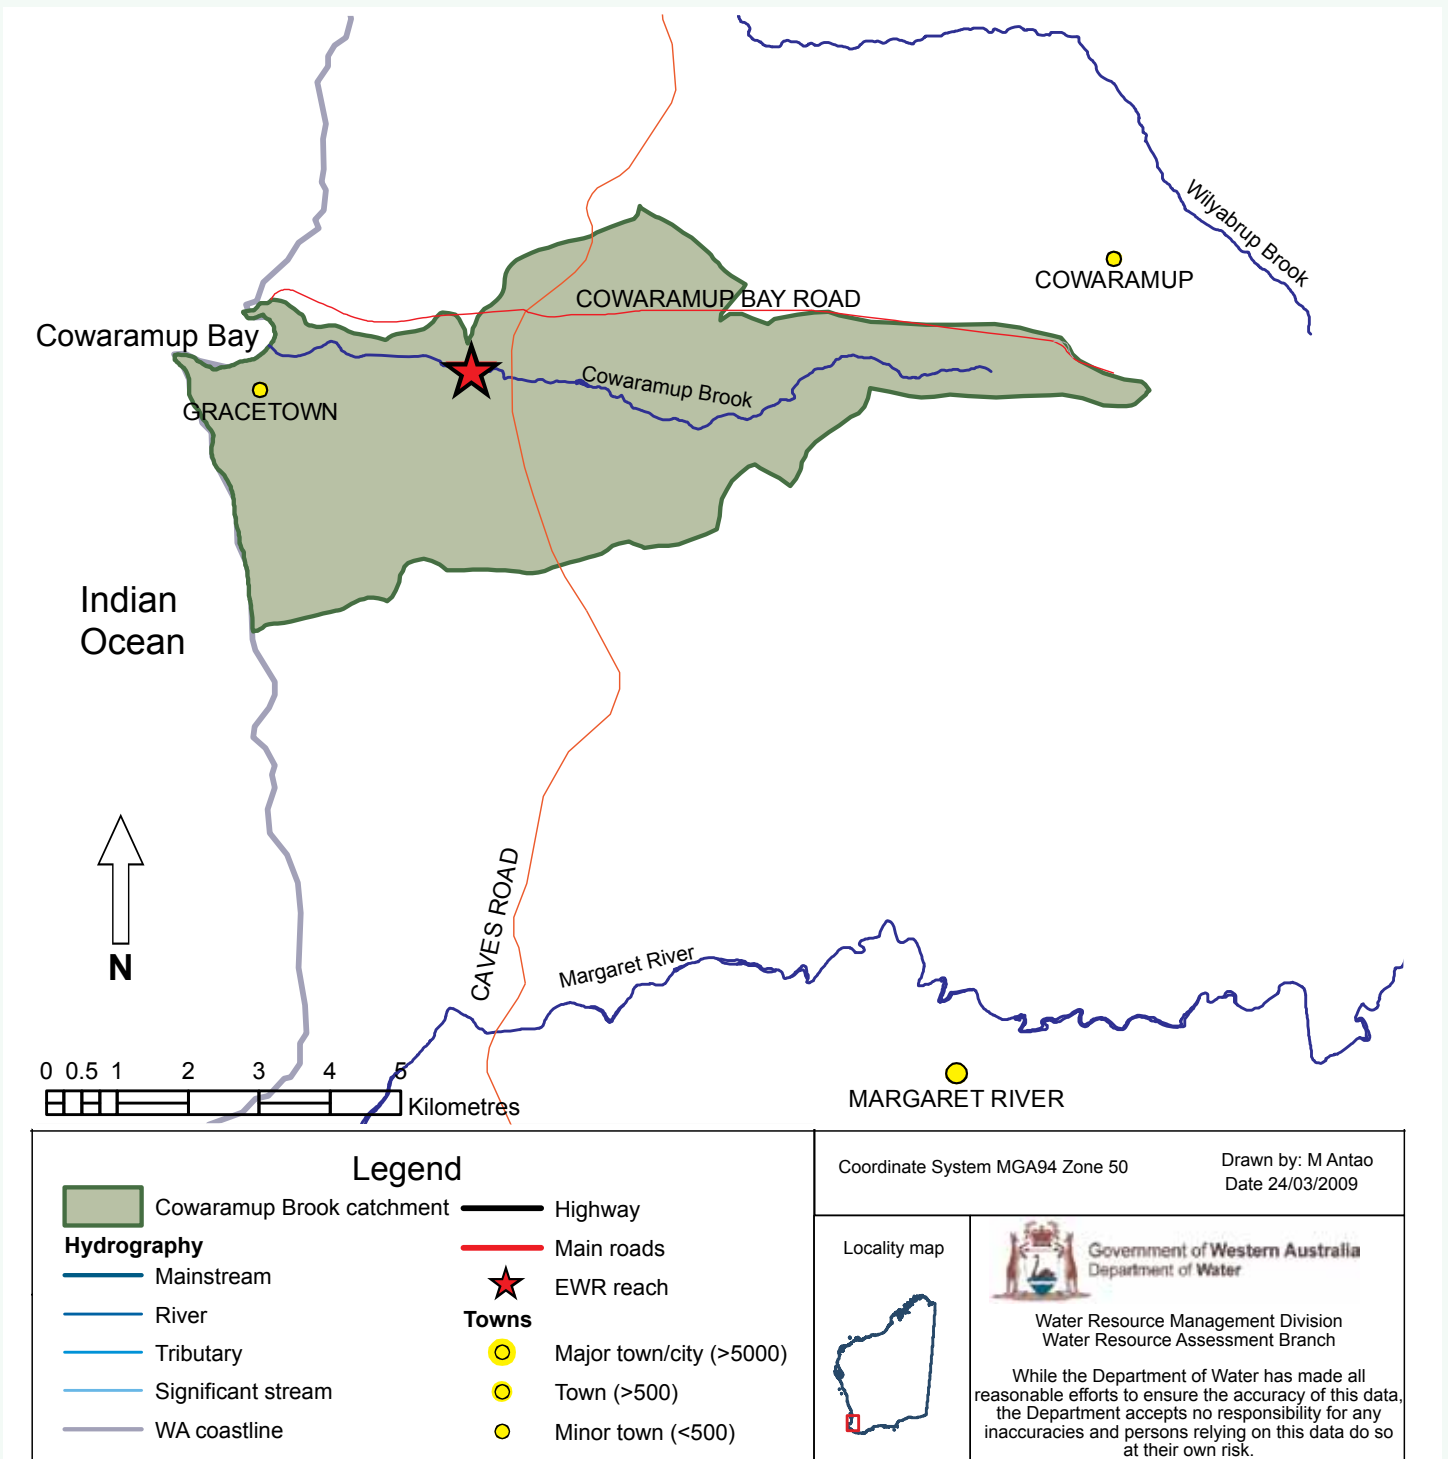 Wilyabrup Brook
COWARAMUP
COWARAMUP BAY ROAD
Cowaramup Bay
Cowaramup Brook
GRACETOWN
Indian
Ocean
N
CAVES ROAD
Margaret River
0 0.5 1 2 3 4 5
Kilometres
MARGARET RIVER
Legend
Cowaramup Brook catchment
Hydrography
Mainstream
River
Tributary
Significant stream
WA coastline
Highway
Main roads
EWR reach
Towns
Major town/city (>5000)
Town (>500)
Minor town (<500)
Coordinate System MGA94 Zone 50
Drawn by: M Antao
Date 24/03/2009
Locality map
Government of Western Australia
Department of Water
Water Resource Management Division
Water Resource Assessment Branch
While the Department of Water has made all
reasonable efforts to ensure the accuracy of this data,
the Department accepts no responsibility for any
inaccuracies and persons relying on this data do so
at their own risk.